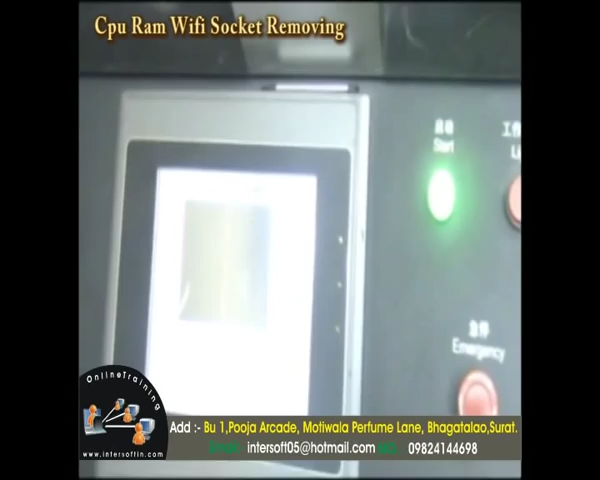 Cpu Ram Wifi Socket Removing
Start
Emergency
OnlineTraining
www.intersoftin.com
Add :- Bu 1,Pooja Arcade, Motiwala Perfume Lane, Bhagatalao,Surat.
intersoft05@hotmail.com
09824144698